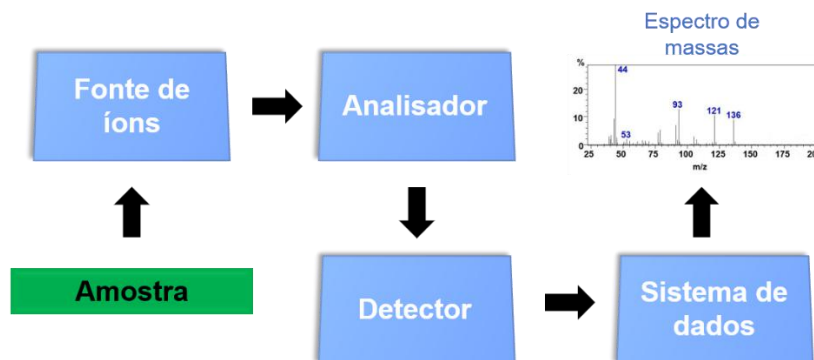 Espectro de
massas
Fonte de
íons
Analisador
%
44
20
93
121
136
10
53
0
25
50
75
100
125
150
175
200
m/z
Amostra
Detector
Sistema de
dados